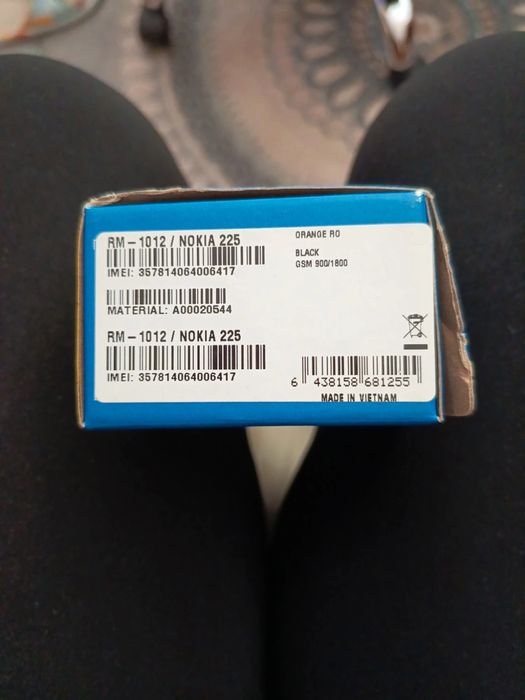 RM-1012 / NOKIA 225
IMEI: 357814064006417
MATERIAL: A00020544
RM-1012 / NOKIA 225
IMEI: 357814064006417
ORANGE RO
BLACK
GSM 900/1800
6 438158 681255
MADE IN VIETNAM